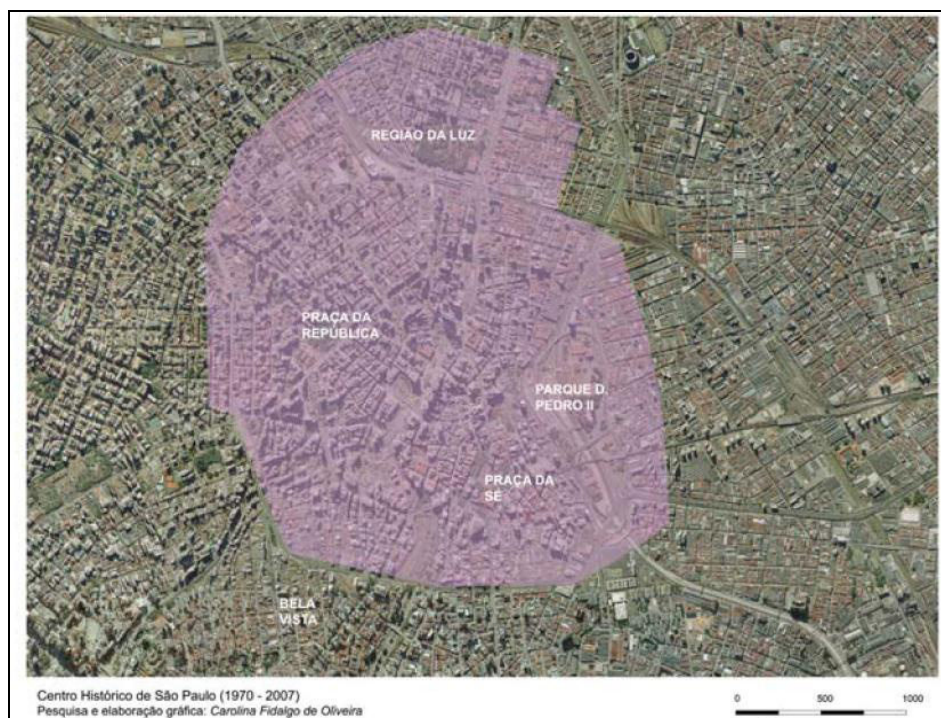 REGIÃO DA LUZ
PRAÇA DA
REPÚBLICA
PARQUE D.
PEDRO II
PRAÇA DA
SÉ
BELA
VISTA
Centro Histórico de São Paulo (1970 - 2007)
Pesquisa e elaboração gráfica: Carolina Fidalgo de Oliveira
0 500 1000